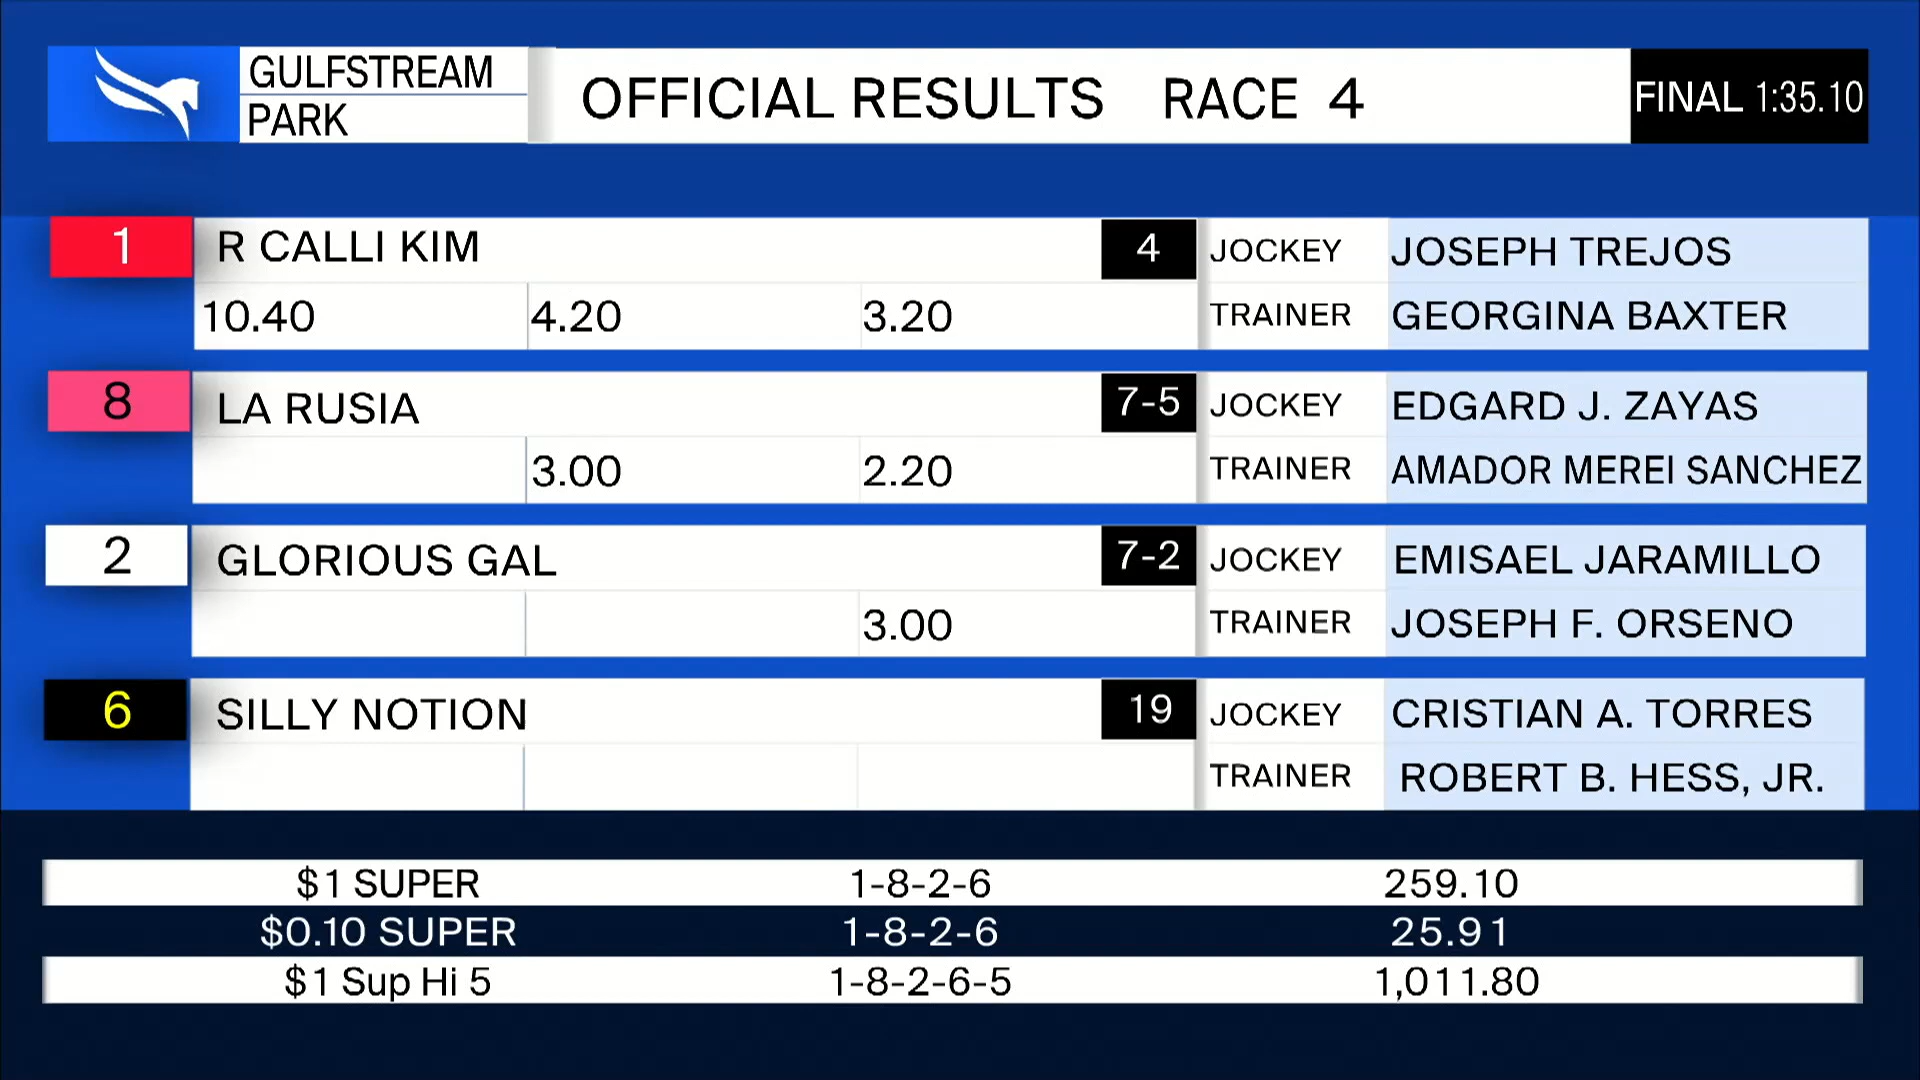 GULFSTREAM
PARK
OFFICIAL RESULTS RACE 4
FINAL 1:35.10
1 R CALLI KIM 4 JOCKEY JOSEPH TREJOS
10.40 4.20 3.20 TRAINER GEORGINA BAXTER
8 LA RUSIA 7-5 JOCKEY EDGARD J. ZAYAS
3.00 2.20 TRAINER AMADOR MEREI SANCHEZ
2 GLORIOUS GAL 7-2 JOCKEY EMISAEL JARAMILLO
3.00 TRAINER JOSEPH F. ORSENO
6 SILLY NOTION 19 JOCKEY CRISTIAN A. TORRES
TRAINER ROBERT B. HESS, JR.
$1 SUPER 1-8-2-6 259.10
$0.10 SUPER 1-8-2-6 25.91
$1 Sup Hi 5 1-8-2-6-5 1,011.80